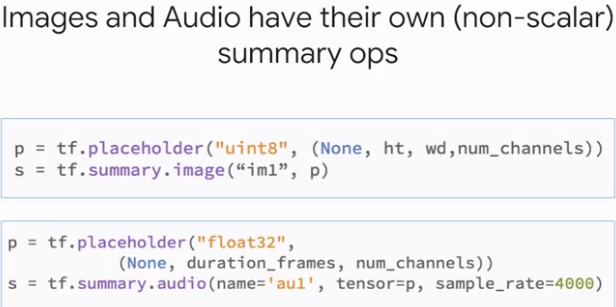 Images and Audio have their own (non-scalar)
summary ops
p = tf.placeholder("uint8", (None, ht, wd,num_channels))
s = tf.summary.image(“im1”, p)
p = tf.placeholder("float32",
(None, duration_frames, num_channels))
s = tf.summary.audio(name='au1', tensor=p, sample_rate=4000)